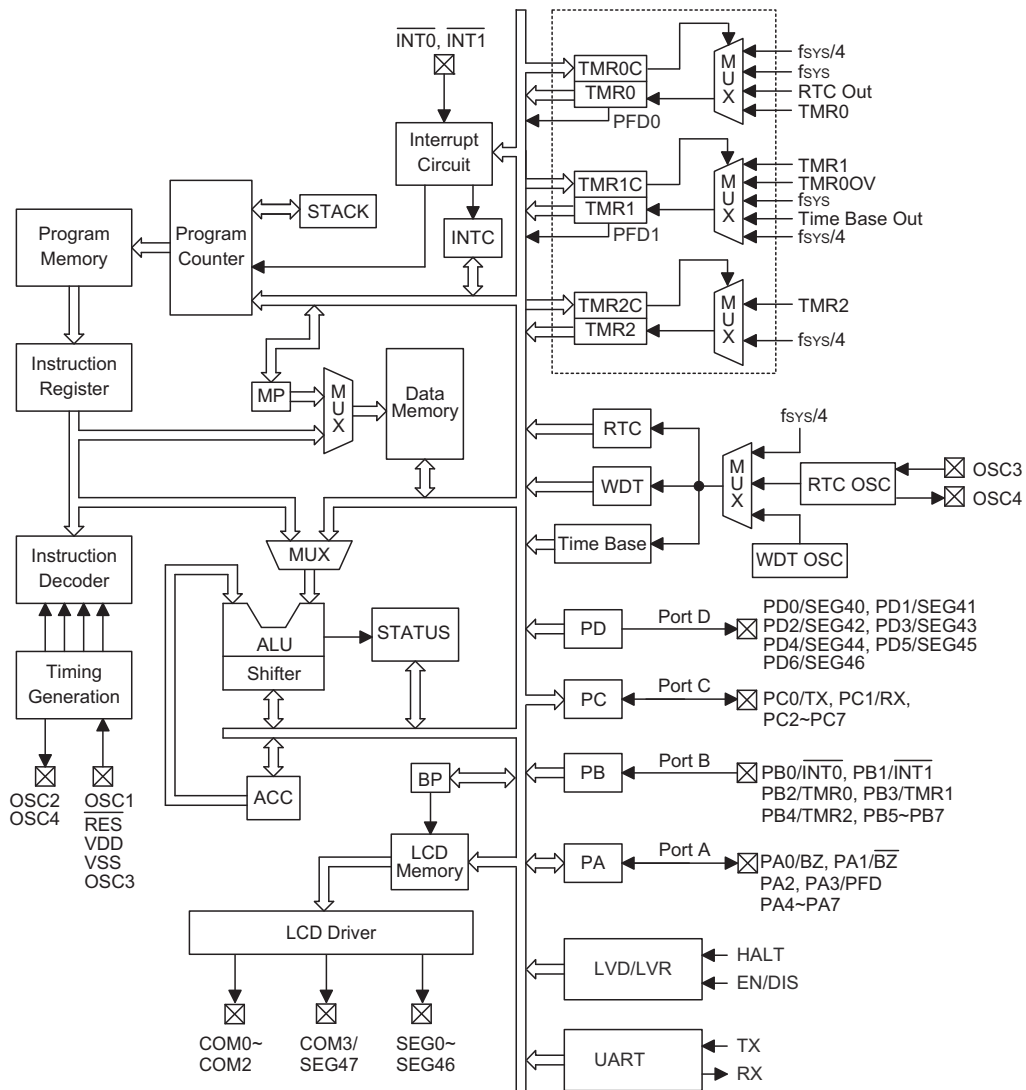 INT0, INT1
Interrupt
Circuit
INTC
STACK
Program
Counter
Program
Memory
Instruction
Register
MP
MUX
Data
Memory
MUX
Instruction
Decoder
ALU
Shifter
STATUS
Timing
Generation
OSC2
OSC4
OSC1
RES
VDD
VSS
OSC3
ACC
BP
LCD
Memory
LCD Driver
COM0~
COM2
COM3/
SEG47
SEG0~
SEG46
TMR0C
TMR0
PFD0
MUX
fSYS/4
fSYS
RTC Out
TMR0
TMR1C
TMR1
PFD1
MUX
TMR1
TMR0OV
fSYS
Time Base Out
fSYS/4
TMR2C
TMR2
MUX
TMR2
fSYS/4
RTC
WDT
Time Base
MUX
fSYS/4
RTC OSC
OSC3
OSC4
WDT OSC
PD
Port D
PD0/SEG40, PD1/SEG41
PD2/SEG42, PD3/SEG43
PD4/SEG44, PD5/SEG45
PD6/SEG46
PC
Port C
PC0/TX, PC1/RX,
PC2~PC7
PB
Port B
PB0/INT0, PB1/INT1
PB2/TMR0, PB3/TMR1
PB4/TMR2, PB5~PB7
PA
Port A
PA0/BZ, PA1/BZ
PA2, PA3/PFD
PA4~PA7
LVD/LVR
HALT
EN/DIS
UART
TX
RX